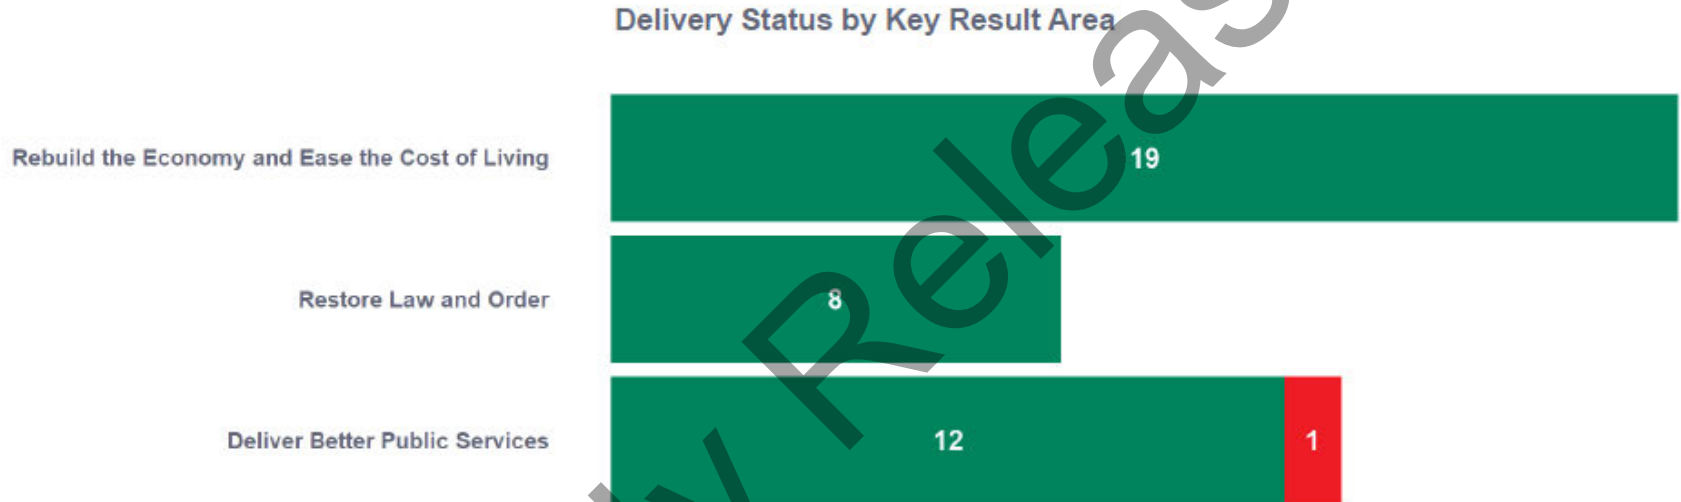 Delivery Status by Key Result Area
Rebuild the Economy and Ease the Cost of Living
19
Restore Law and Order
8
Deliver Better Public Services
12
1